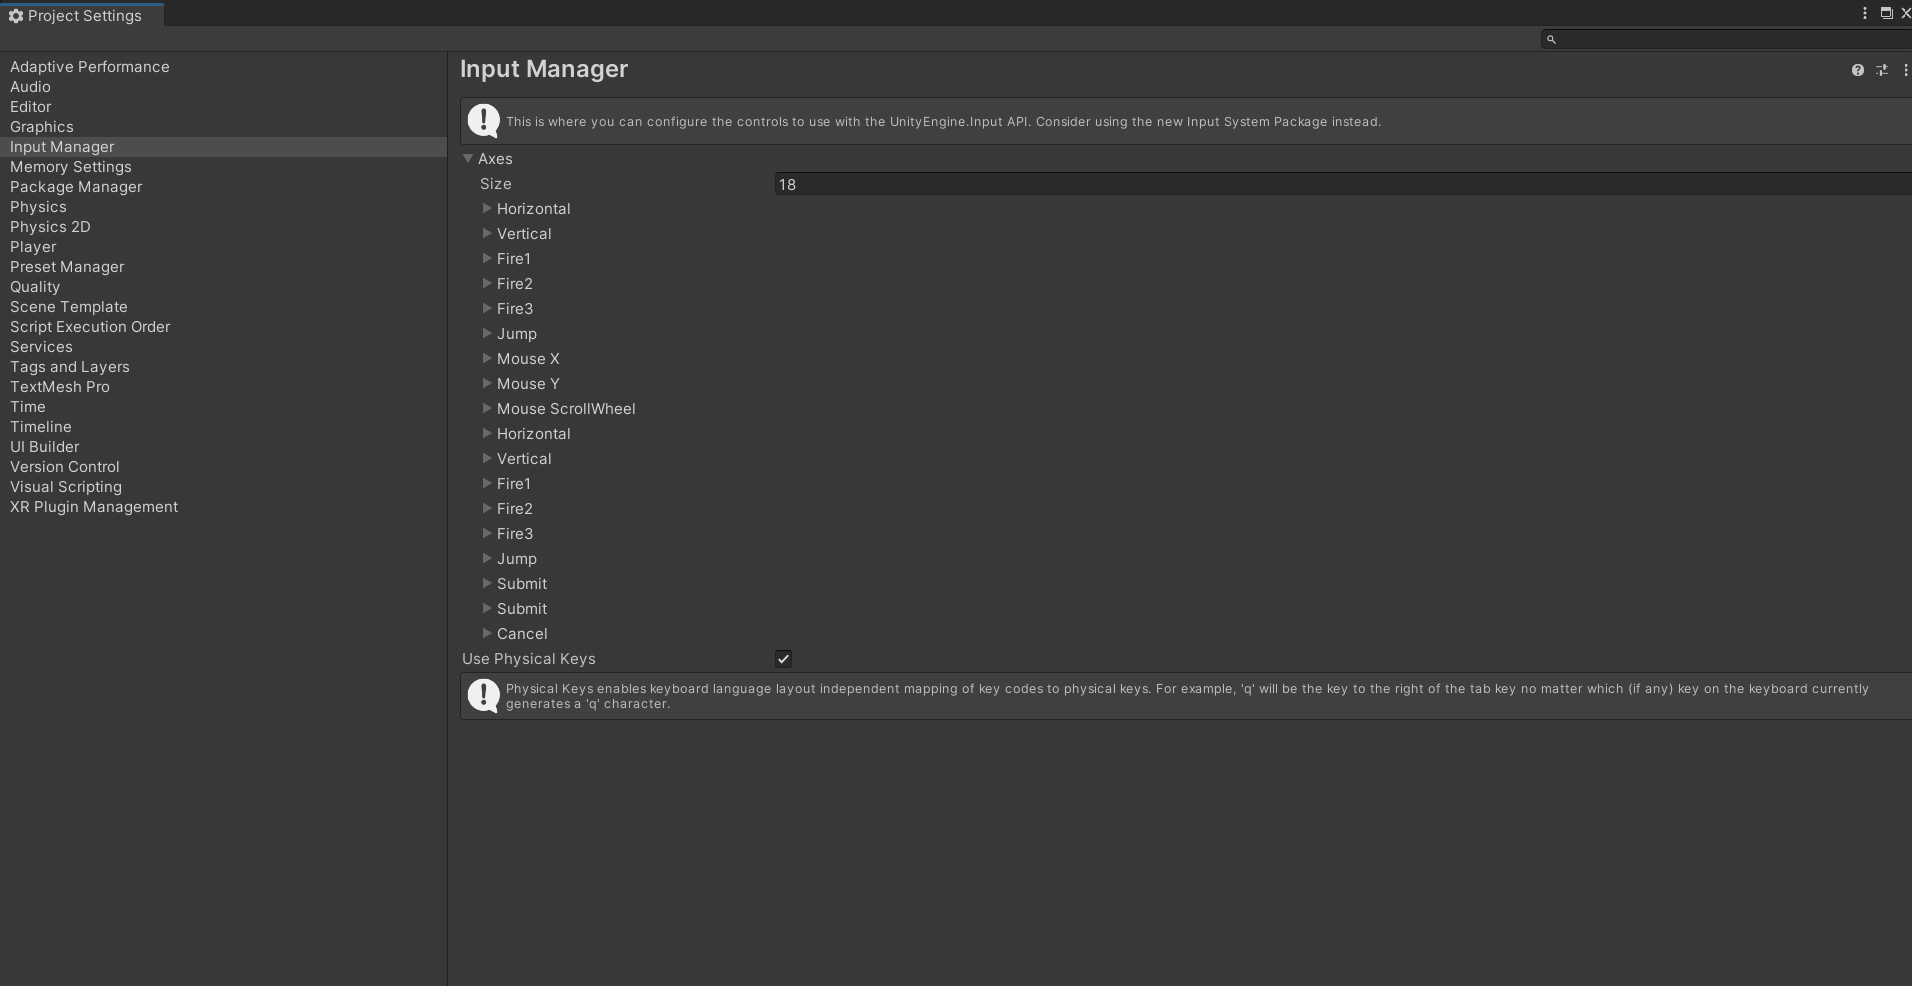 Project Settings
Adaptive Performance
Audio
Editor
Graphics
Input Manager
Memory Settings
Package Manager
Physics
Physics 2D
Player
Preset Manager
Quality
Scene Template
Script Execution Order
Services
Tags and Layers
TextMesh Pro
Time
Timeline
UI Builder
Version Control
Visual Scripting
XR Plugin Management
Input Manager
This is where you can configure the controls to use with the UnityEngine.Input API. Consider using the new Input System Package instead.
Axes
Size 18
Horizontal
Vertical
Fire1
Fire2
Fire3
Jump
Mouse X
Mouse Y
Mouse ScrollWheel
Horizontal
Vertical
Fire1
Fire2
Fire3
Jump
Submit
Submit
Cancel
Use Physical Keys
Physical Keys enables keyboard language layout independent mapping of key codes to physical keys. For example, 'q' will be the key to the right of the tab key no matter which (if any) key on the keyboard currently
generates a 'q' character.